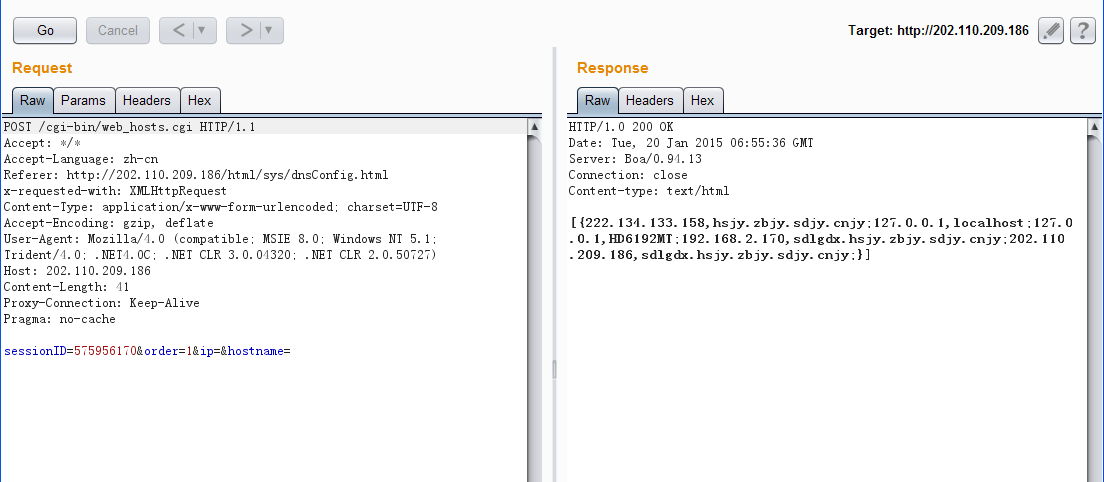 Go
Cancel
<
>
Target: http://202.110.209.186
?
Request
Raw
Params
Headers
Hex
POST /cgi-bin/web_hosts.cgi HTTP/1.1
Accept: */*
Accept-Language: zh-cn
Referer: http://202.110.209.186/html/sys/dnsConfig.html
x-requested-with: XMLHttpRequest
Content-Type: application/x-www-form-urlencoded; charset=UTF-8
Accept-Encoding: gzip, deflate
User-Agent: Mozilla/4.0 (compatible; MSIE 8.0; Windows NT 5.1;
Trident/4.0; .NET4.0C; .NET CLR 3.0.04320; .NET CLR 2.0.50727)
Host: 202.110.209.186
Content-Length: 41
Proxy-Connection: Keep-Alive
Pragma: no-cache
sessionID=575956170&order=1&ip=&hostname=
Response
Raw
Headers
Hex
HTTP/1.0 200 OK
Date: Tue, 20 Jan 2015 06:55:36 GMT
Server: Boa/0.94.13
Connection: close
Content-type: text/html
[{222.134.133.158,hsjy.zbjy.sdjy.cnjy;127.0.0.1,localhost;127.0
.0.1,HD6192MT;192.168.2.170,sdlgdx.hsjy.zbjy.sdjy.cnjy;202.110
.209.186,sdlgdx.hsjy.zbjy.sdjy.cnjy;}]